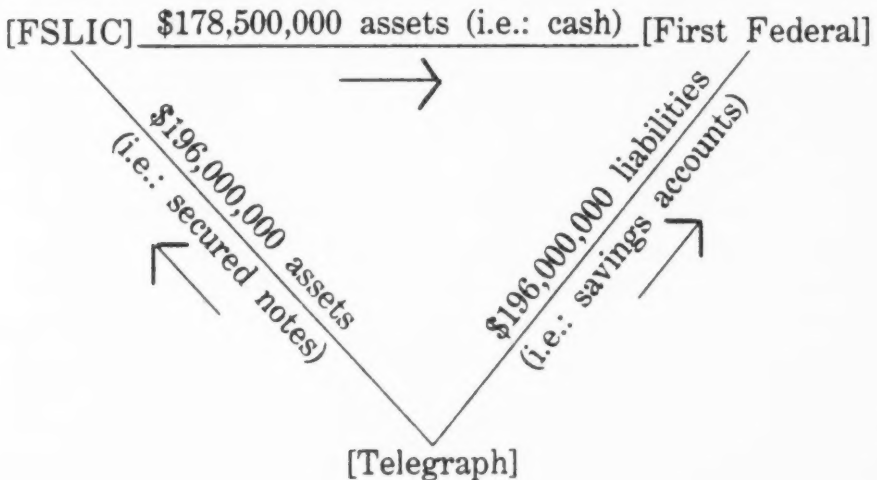 [FSLIC] $178,500,000 assets (i.e.: cash) [First Federal]
$196,000,000 assets
(i.e.: secured notes)
$196,000,000 liabilities
(i.e.: savings accounts)
[Telegraph]